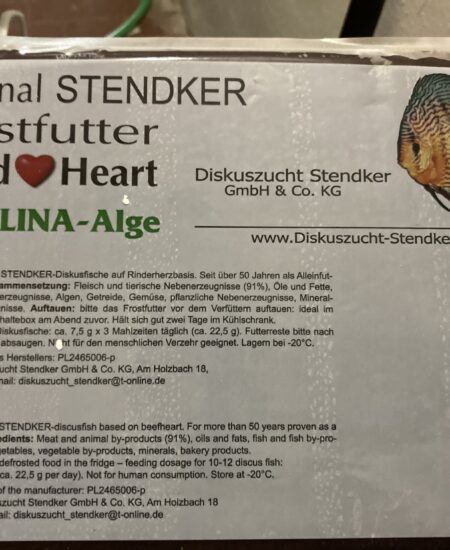 nal STENDKER
stfutter
d Heart
LINA-Alge
Diskuszucht Stendker
GmbH & Co. KG
www.Diskuszucht-Stendke
STENDKER-Diskusfische auf Rinderherzbasis. Seit über 50 Jahren als Alleinfut-
ammensetzung: Fleisch und tierische Nebenerzeugnisse (91%), Öle und Fette,
erzeugnisse, Algen, Getreide, Gemüse, pflanzliche Nebenerzeugnisse, Mineral-
gnisse, Auftauen: bitte das Frostfutter vor dem Verfüttern auftauen: ideal im
haltebox am Abend zuvor. Hält sich gut zwei Tage im Kühlschrank.
Diskusfische: ca. 7,5 g x 3 Mahlzeiten täglich (ca. 22,5 g). Futterreste bitte nach
absaugen. Nicht für den menschlichen Verzehr geeignet. Lagern bei -20°C.
s Herstellers: PL2465006-p
zucht Stendker GmbH & Co. KG, Am Holzbach 18,
mail: diskuszucht_stendker@t-online.de
STENDKER-discusfish based on beefheart. For more than 50 years proven as a
edients: Meat and animal by-products (91%), oils and fats, fish and fish by-pro-
getables, vegetable by-products, minerals, bakery products.
defrosted food in the fridge – feeding dosage for 10-12 discus fish:
(ca. 22,5 g per day). Not for human consumption. Store at -20°C.
of the manufacturer: PL2465006-p
szucht Stendker GmbH & Co. KG, Am Holzbach 18
ail: diskuszucht_stendker@t-online.de